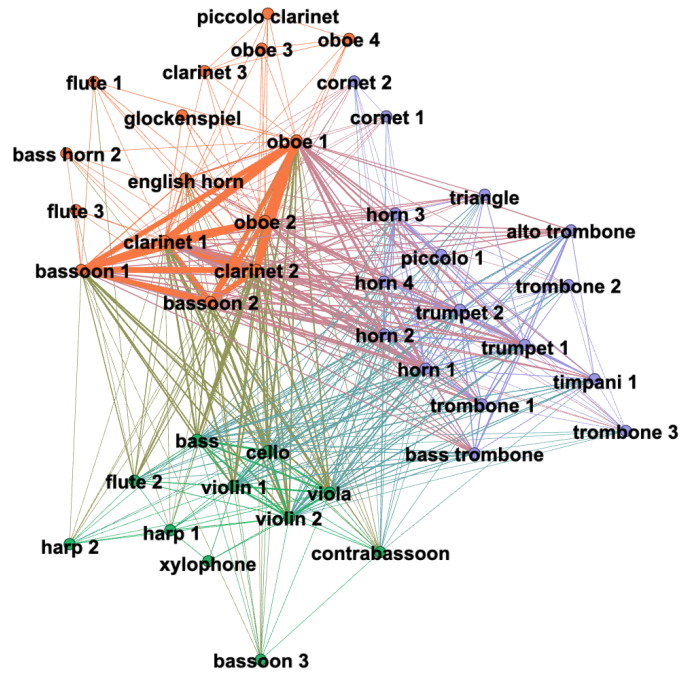 piccolo clarinet
oboe 4
oboe 3
clarinet 3
flute 1
cornet 2
glockenspiel
cornet 1
oboe 1
bass horn 2
english horn
triangle
flute 3
oboe 2
horn 3
alto trombone
clarinet 1
piccolo 1
bassoon 1
clarinet 2
horn 4
trombone 2
bassoon 2
trumpet 2
horn 2
trumpet 1
horn 1
timpani 1
trombone 1
trombone 3
bass
cello
bass trombone
flute 2
violin 1
viola
violin 2
harp 1
harp 2
contrabassoon
xylophone
bassoon 3